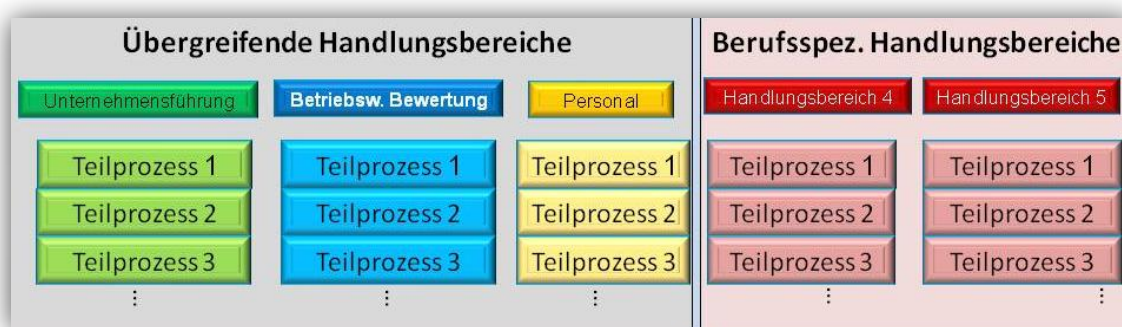 Übergreifende Handlungsbereiche
Berufsspez. Handlungsbereiche
Unternehmensführung
Betriebsw. Bewertung
Personal
Handlungsbereich 4
Handlungsbereich 5
Teilprozess 1
Teilprozess 1
Teilprozess 1
Teilprozess 1
Teilprozess 1
Teilprozess 2
Teilprozess 2
Teilprozess 2
Teilprozess 2
Teilprozess 2
Teilprozess 3
Teilprozess 3
Teilprozess 3
Teilprozess 3
Teilprozess 3